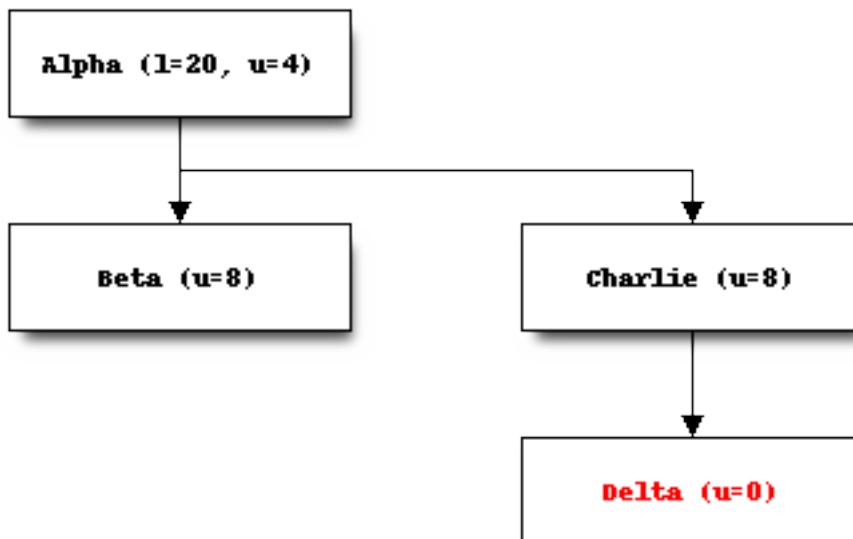 Alpha (l=20, u=4)
Beta (u=8)
Charlie (u=8)
Delta (u=0)